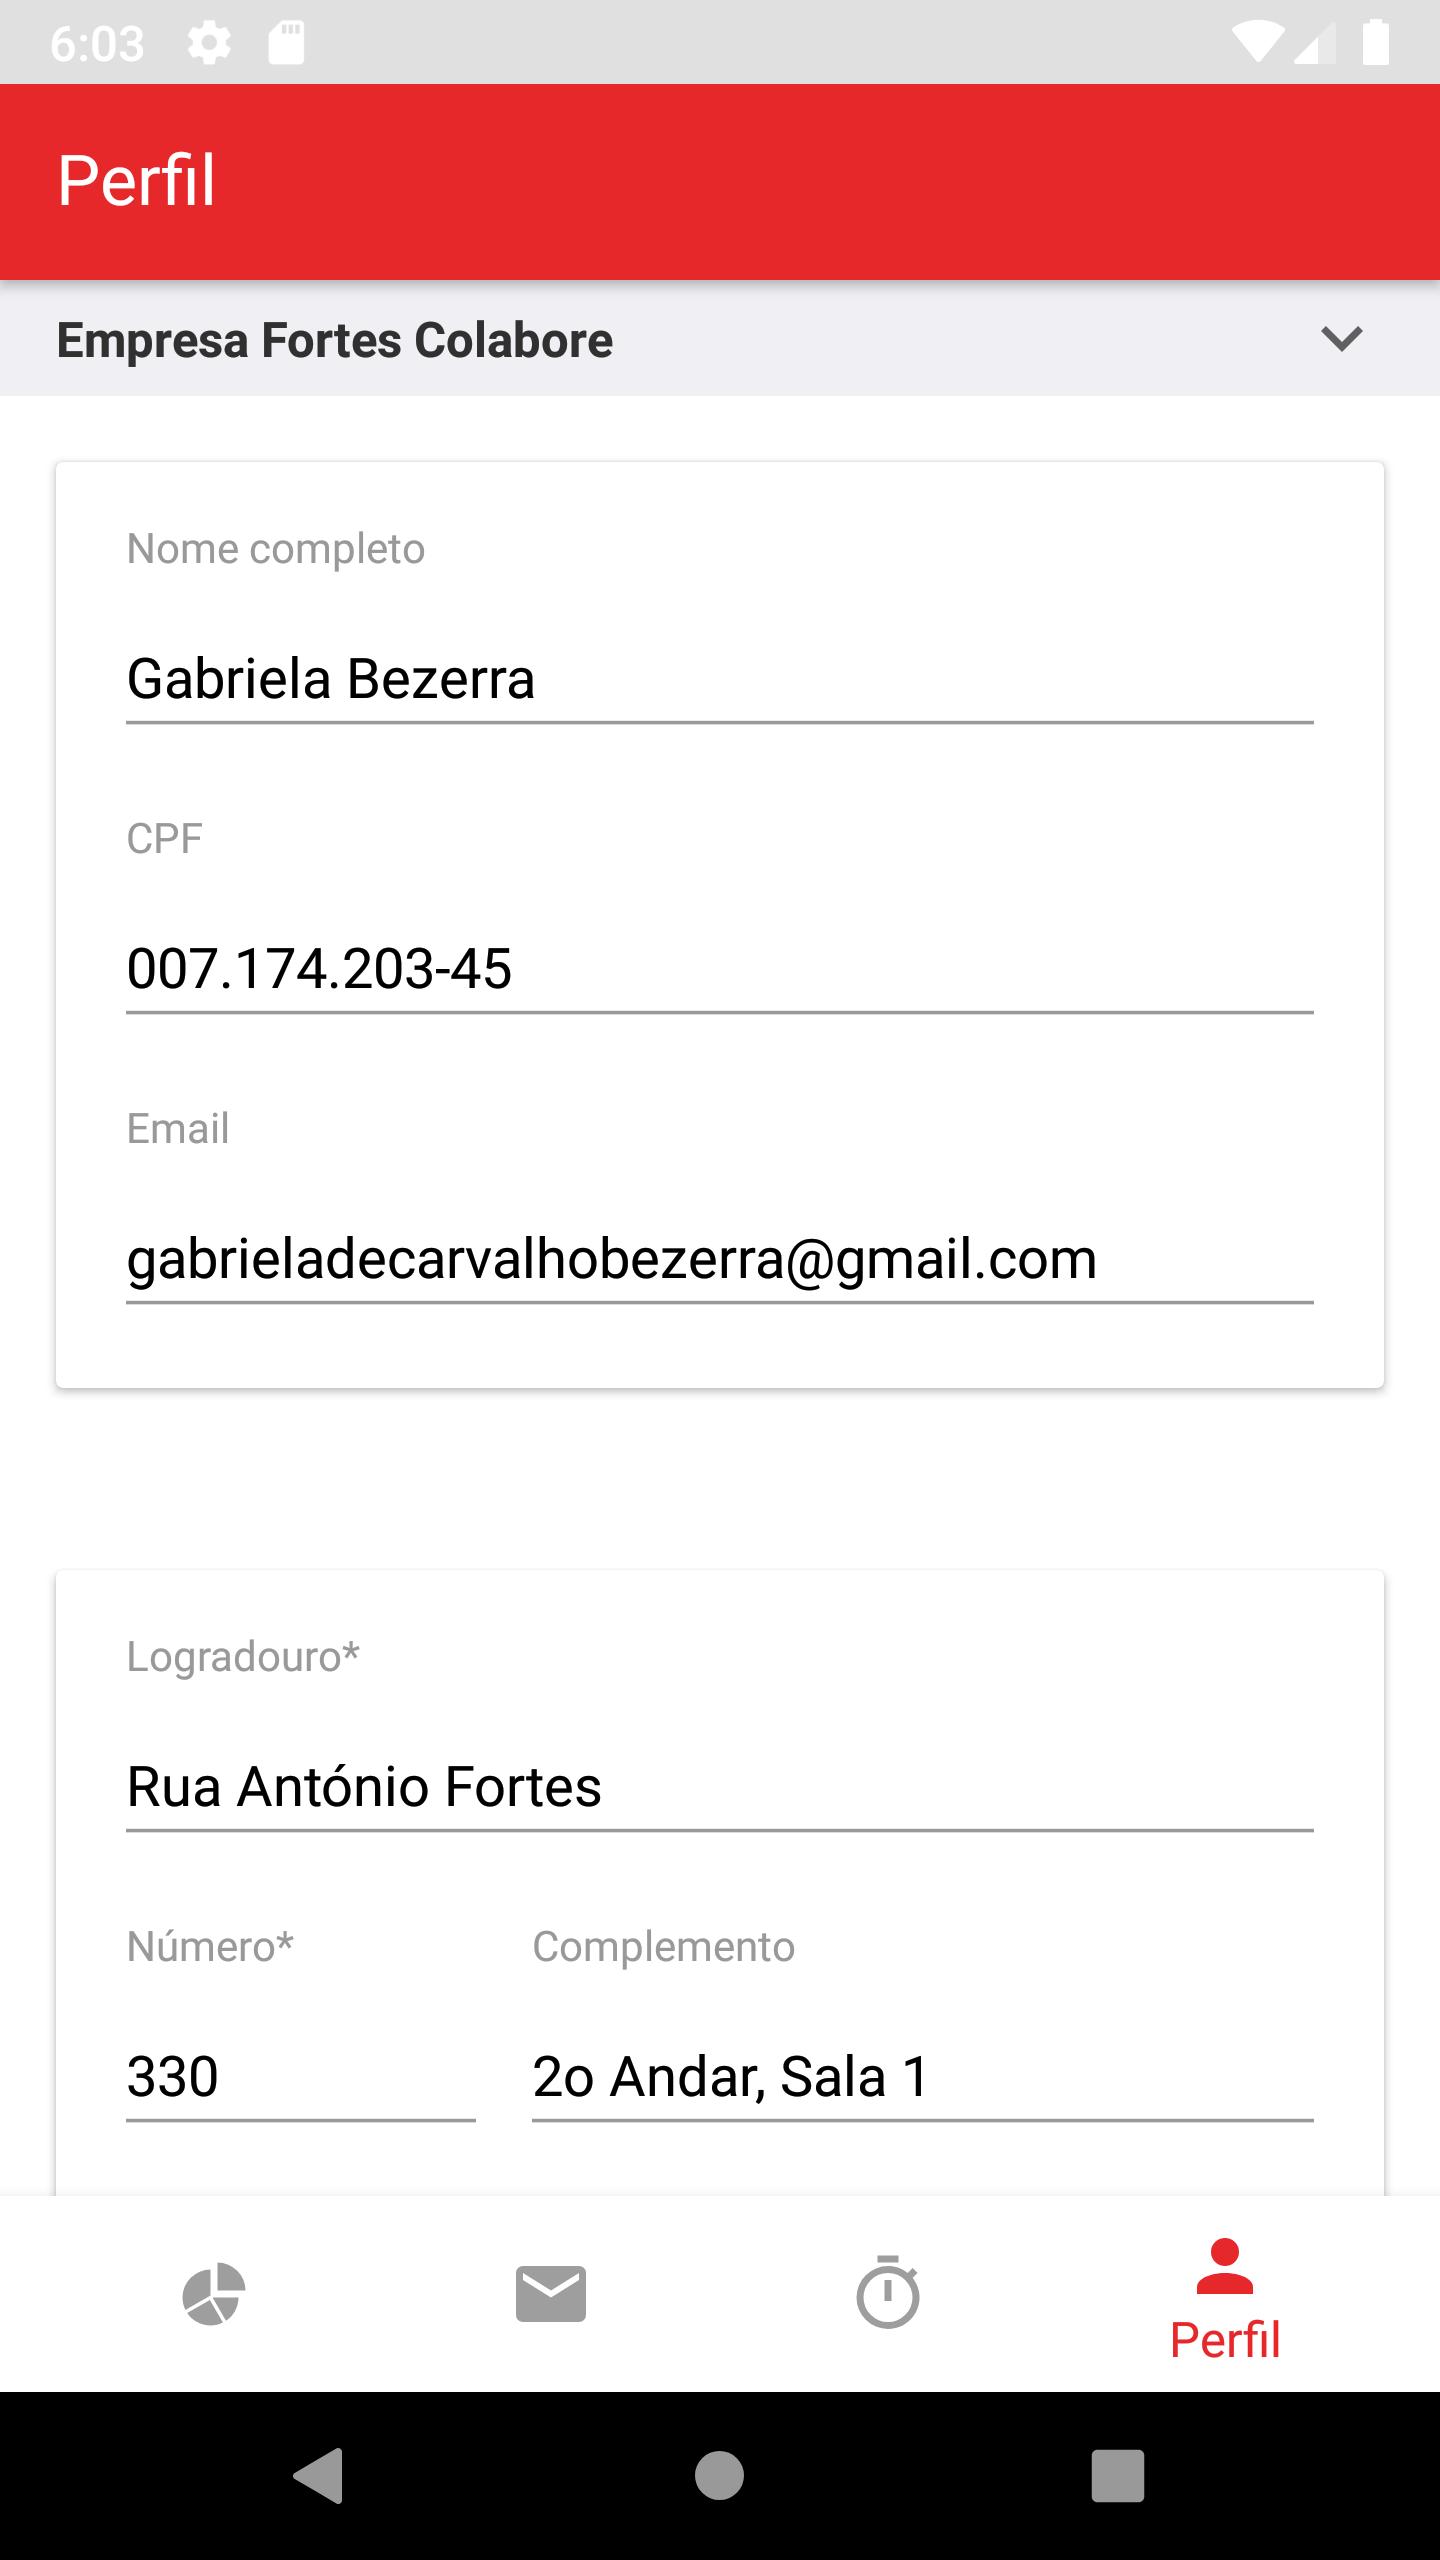 6:03
Perfil
Empresa Fortes Colabore
Nome completo
Gabriela Bezerra
CPF
007.174.203-45
Email
gabrieladecarvalhobezerra@gmail.com
Logradouro*
Rua António Fortes
Número* Complemento
330 2o Andar, Sala 1
Perfil